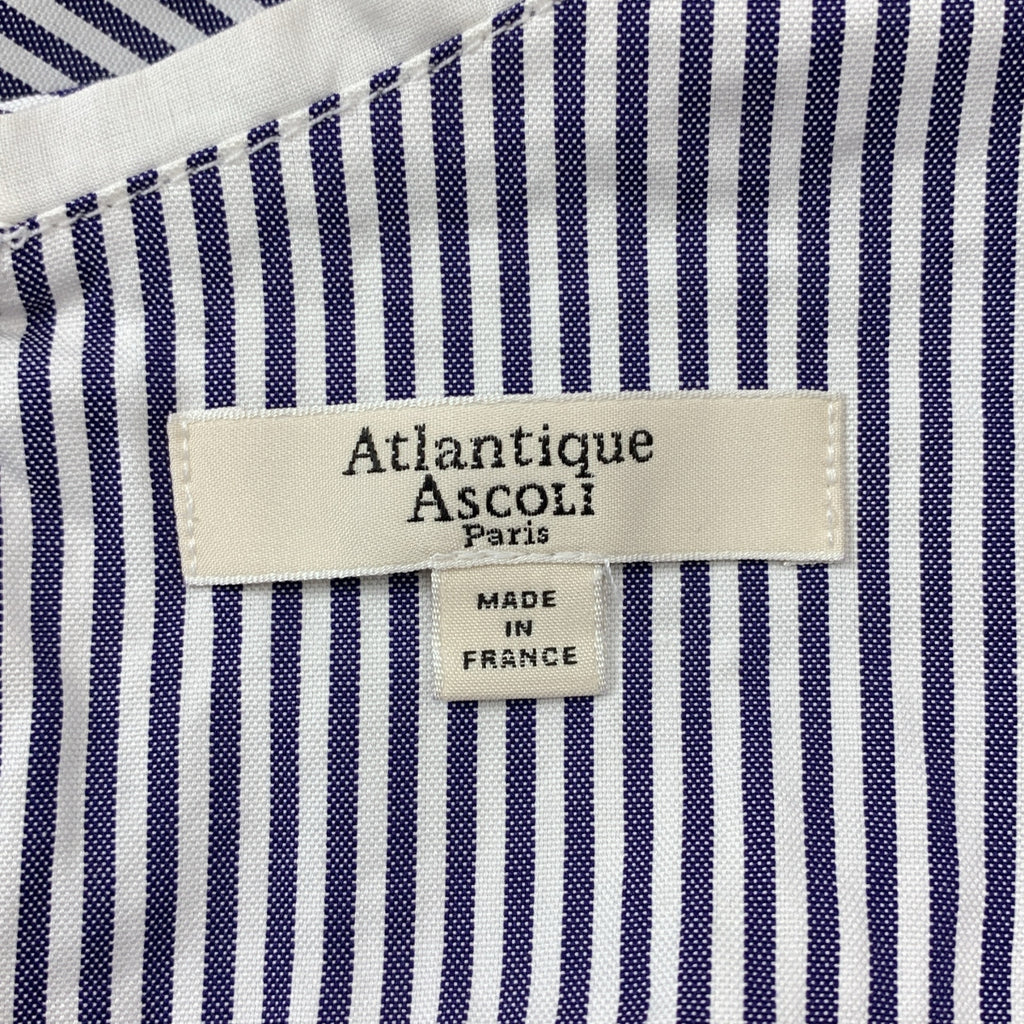 Atlantique
ASCOLI
Paris
MADE
IN
FRANCE